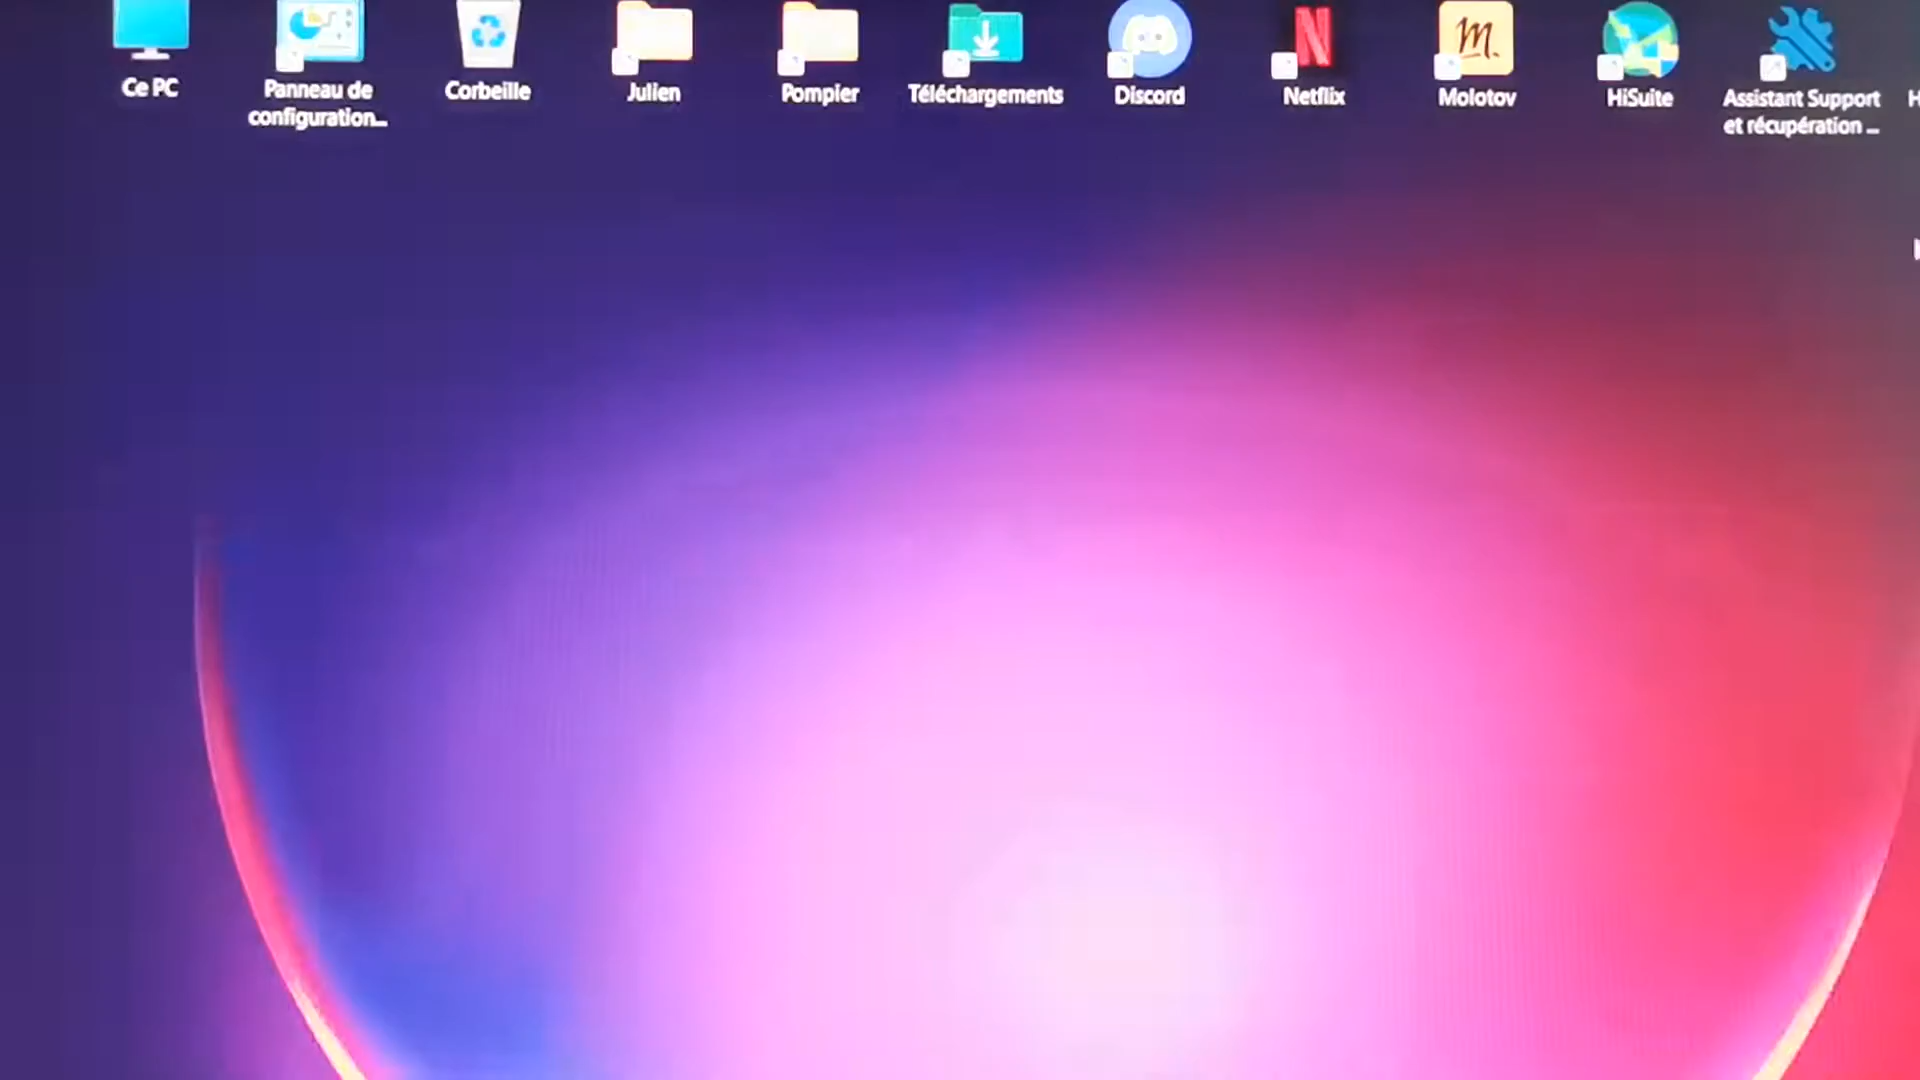 Ce PC
Panneau de
configuration...
Corbeille
Julien
Pompier
Téléchargements
Discord
N
Netflix
m.
Molotov
HiSuite
Assistant Support
et récupération ...